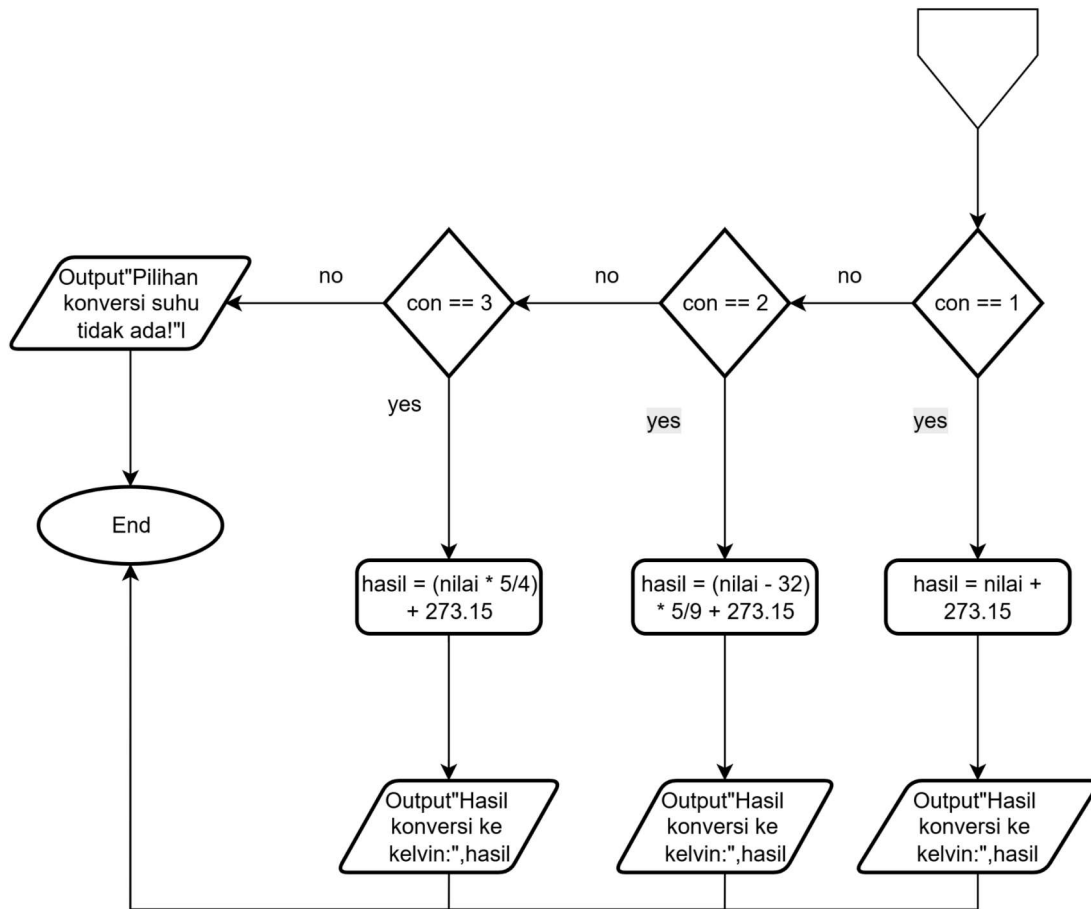 Output"Pilihan
konversi suhu
tidak ada!"l
no
con == 3
no
con == 2
no
con == 1
yes
yes
yes
End
hasil = (nilai * 5/4)
+ 273.15
hasil = (nilai - 32)
* 5/9 + 273.15
hasil = nilai +
273.15
Output"Hasil
konversi ke
kelvin:",hasil
Output"Hasil
konversi ke
kelvin:",hasil
Output"Hasil
konversi ke
kelvin:",hasil